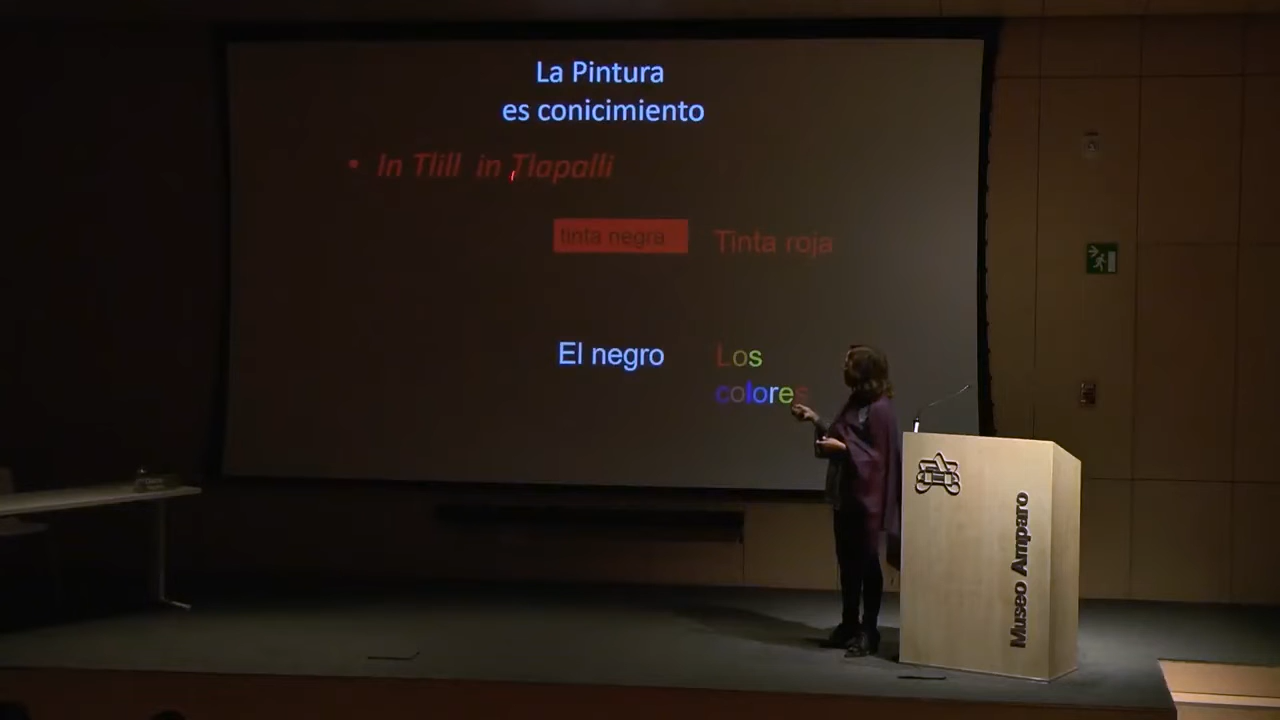 La Pintura
es conicimiento
• In Tlill in Tlapalli
tinta negra Tinta roja
El negro Los
colores
Museo Amparo